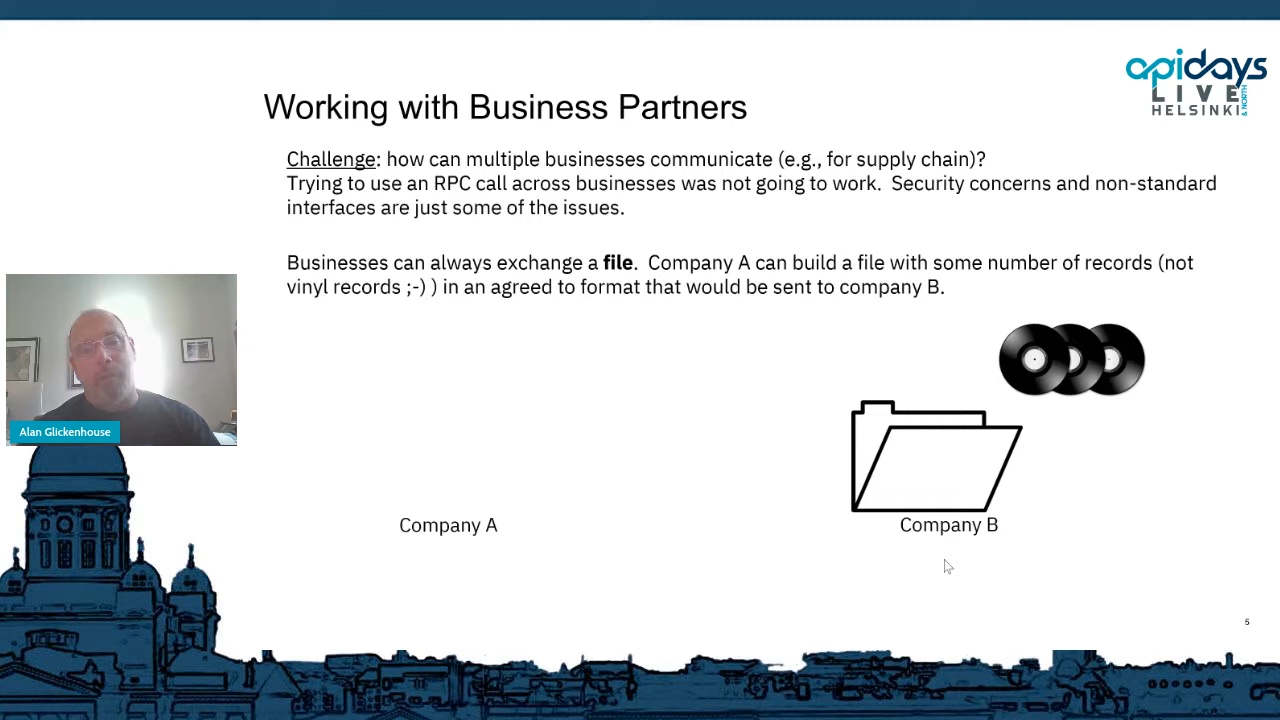 apidays
LIVE
HELSINKI
& NORTH
Working with Business Partners
Challenge: how can multiple businesses communicate (e.g., for supply chain)?
Trying to use an RPC call across businesses was not going to work.  Security concerns and non-standard
interfaces are just some of the issues.
Businesses can always exchange a file.  Company A can build a file with some number of records (not
vinyl records ;-) ) in an agreed to format that would be sent to company B.
Alan Glickenhouse
Company A
Company B
5